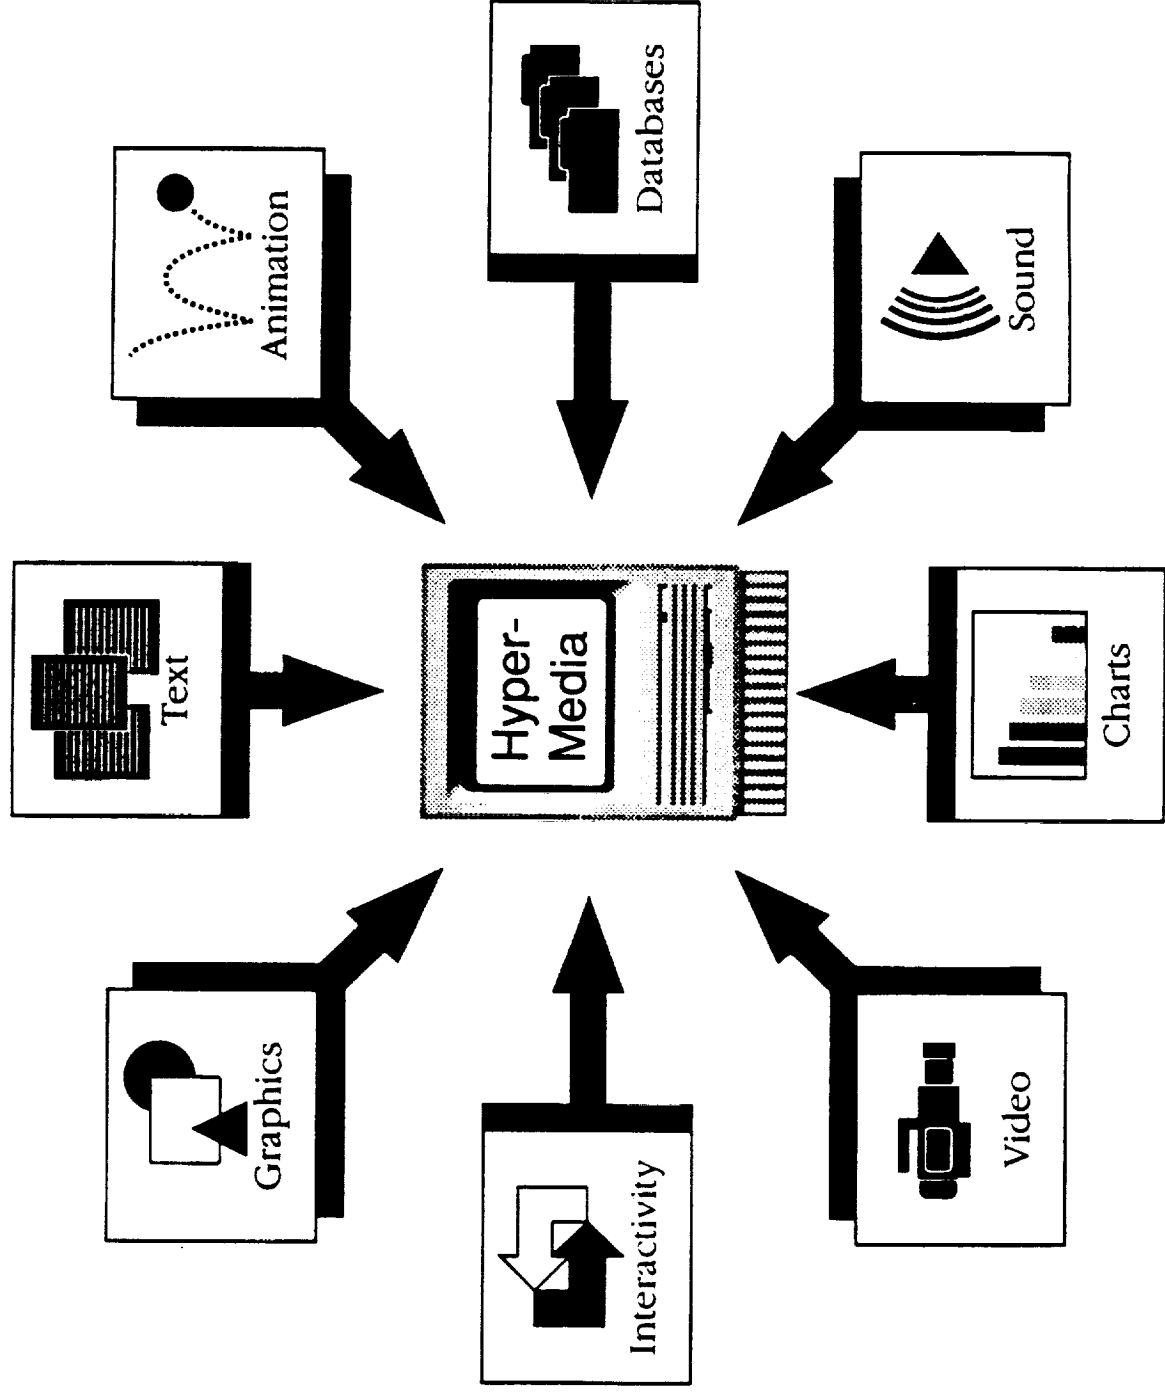 Graphics
Text
Animation
Interactivity
Hyper-
Media
Databases
Video
Charts
Sound